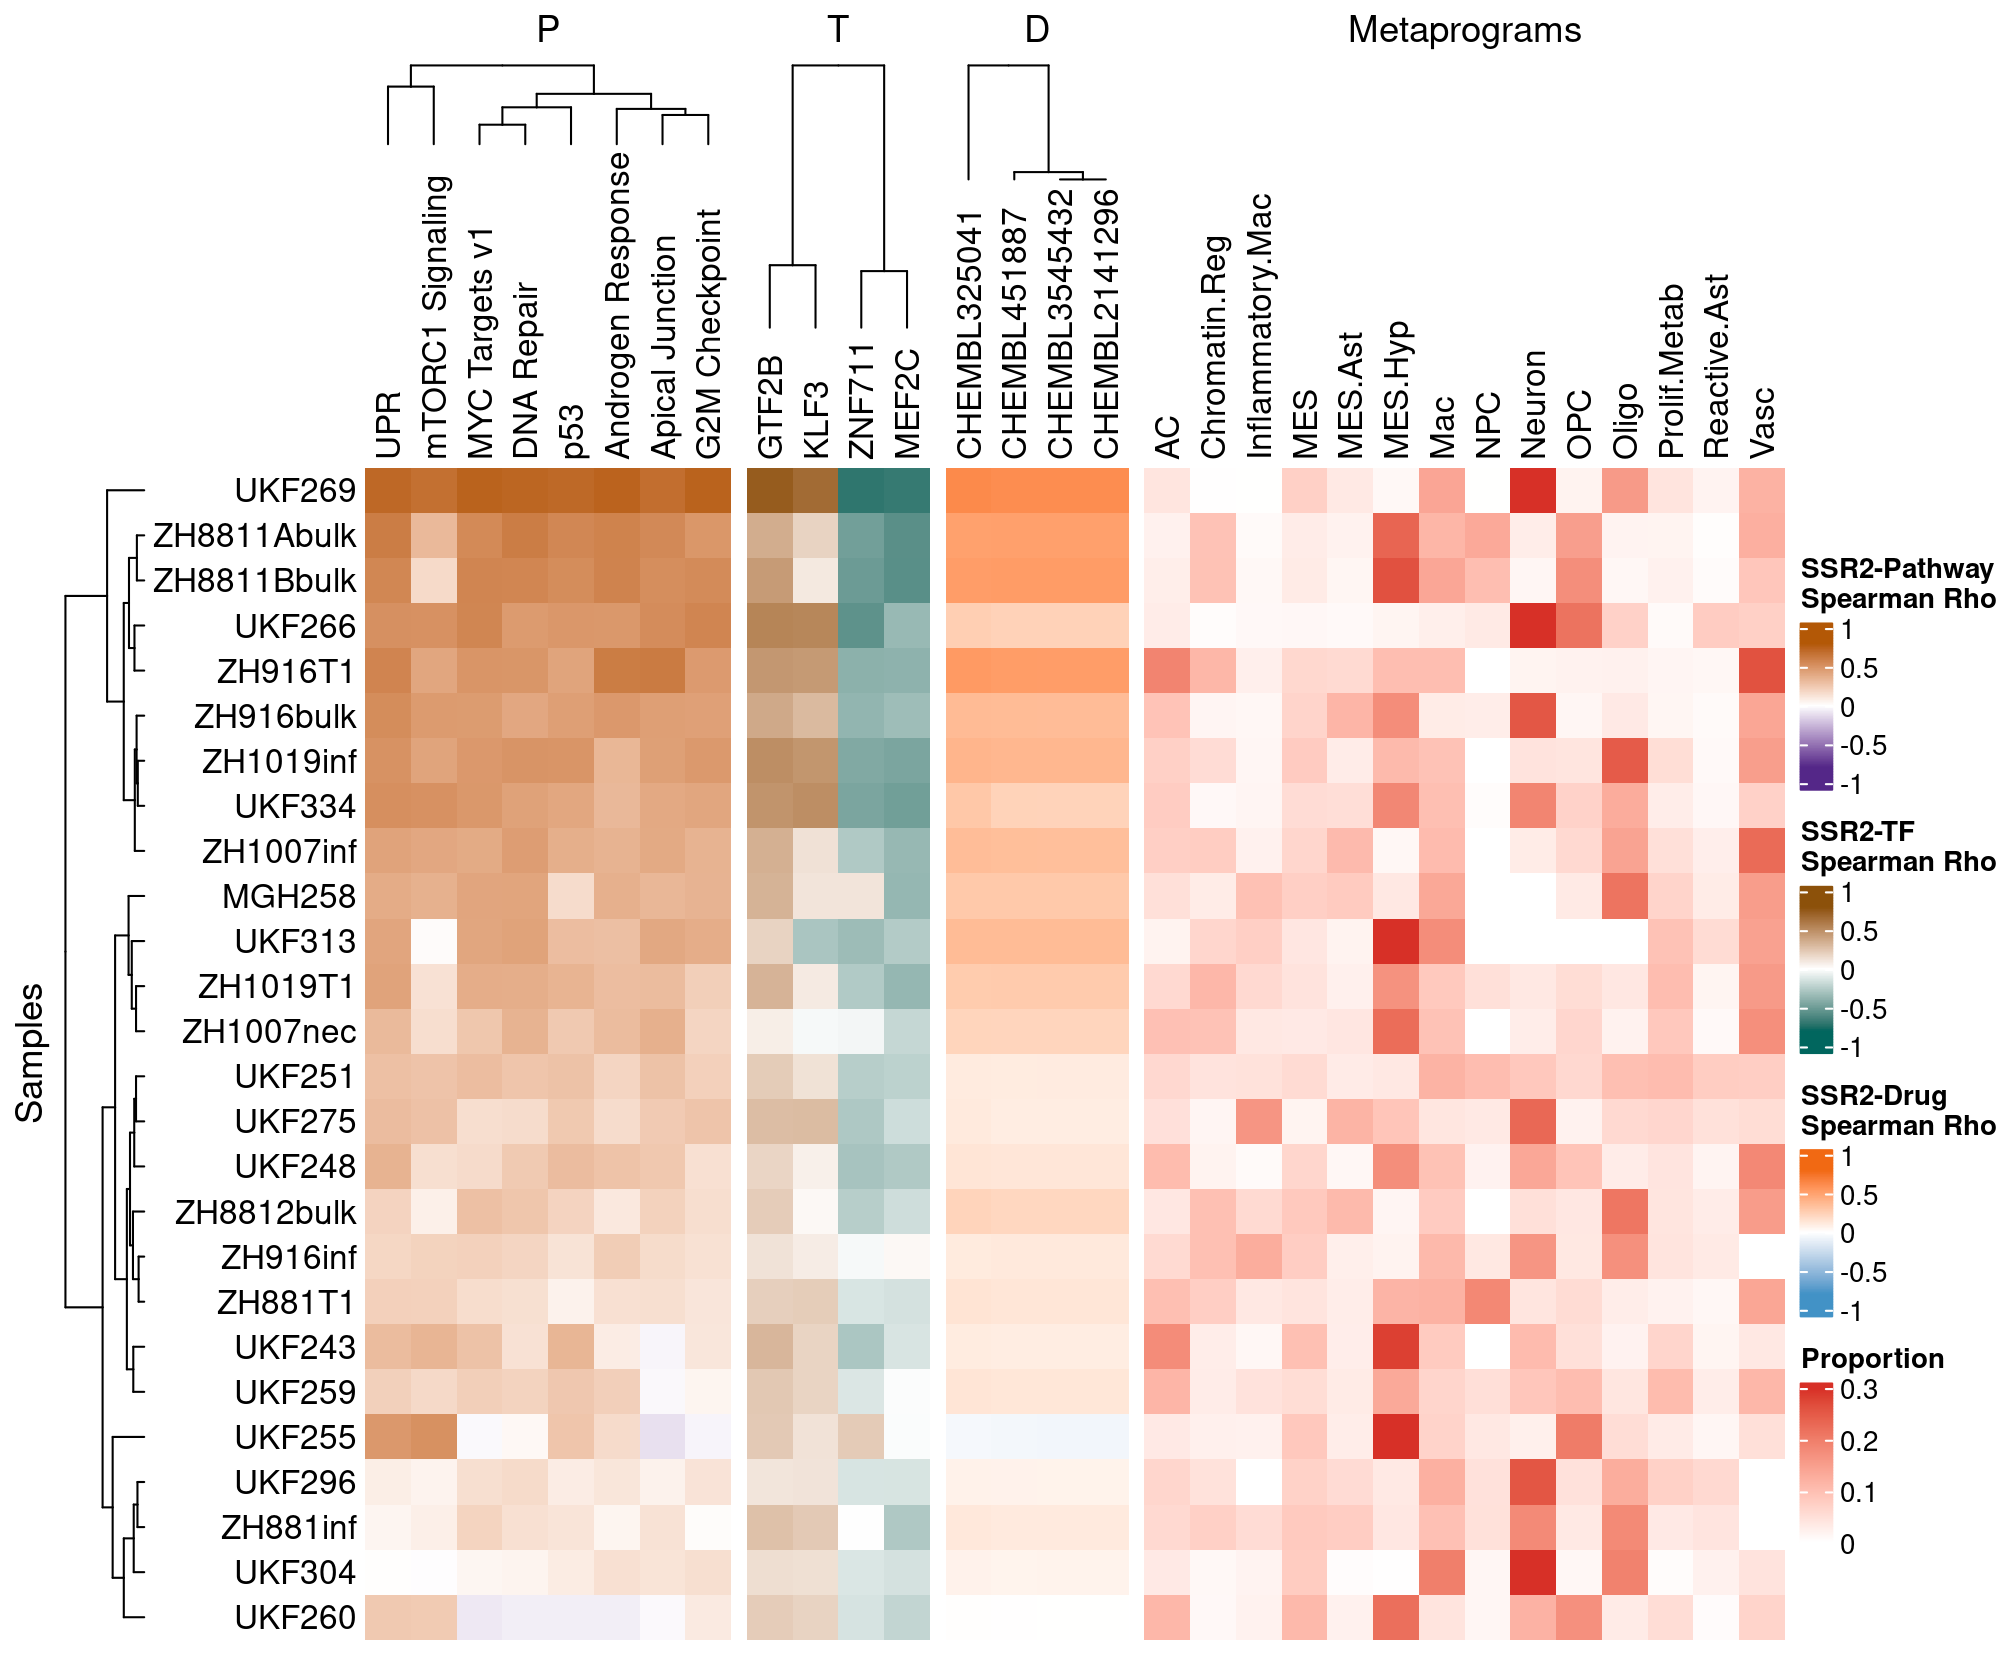 P T D Metaprograms
UPR
mTORC1 Signaling
MYC Targets v1
DNA Repair
p53
Androgen Response
Apical Junction
G2M Checkpoint
GTF2B
KLF3
ZNF711
MEF2C
CHEMBL325041
CHEMBL451887
CHEMBL3545432
CHEMBL2141296
AC
Chromatin.Reg
Inflammatory.Mac
MES
MES.Ast
MES.Hyp
Mac
NPC
Neuron
OPC
Oligo
Prolif.Metab
Reactive.Ast
Vasc
Samples
UKF269
ZH8811Abulk
ZH8811Bbulk
UKF266
ZH916T1
ZH916bulk
ZH1019inf
UKF334
ZH1007inf
MGH258
UKF313
ZH1019T1
ZH1007nec
UKF251
UKF275
UKF248
ZH8812bulk
ZH916inf
ZH881T1
UKF243
UKF259
UKF255
UKF296
ZH881inf
UKF304
UKF260
SSR2-Pathway
Spearman Rho
1
0.5
0
-0.5
-1
SSR2-TF
Spearman Rho
1
0.5
0
-0.5
-1
SSR2-Drug
Spearman Rho
1
0.5
0
-0.5
-1
Proportion
0.3
0.2
0.1
0